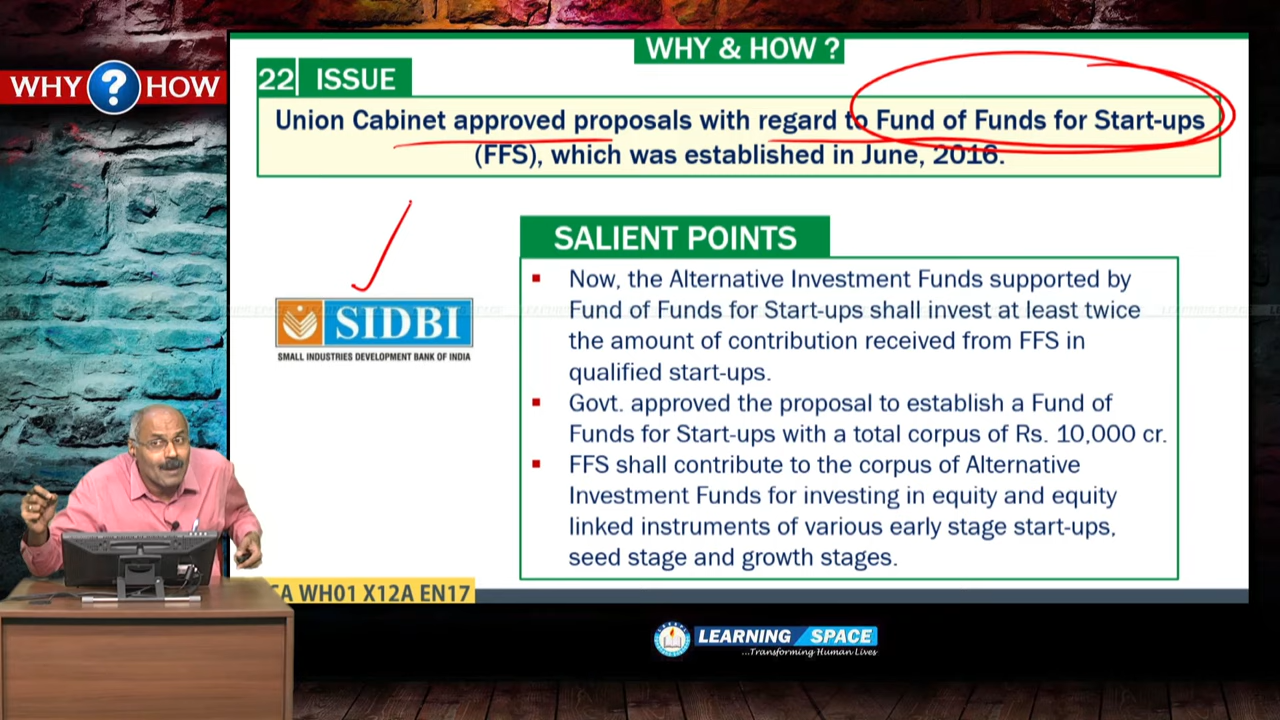 WHY & HOW ?
WHY ? HOW
22 ISSUE
Union Cabinet approved proposals with regard to Fund of Funds for Start-ups
(FFS), which was established in June, 2016.
SALIENT POINTS
▪ Now, the Alternative Investment Funds supported by
Fund of Funds for Start-ups shall invest at least twice
the amount of contribution received from FFS in
qualified start-ups.
▪ Govt. approved the proposal to establish a Fund of
Funds for Start-ups with a total corpus of Rs. 10,000 cr.
▪ FFS shall contribute to the corpus of Alternative
Investment Funds for investing in equity and equity
linked instruments of various early stage start-ups,
seed stage and growth stages.
SIDBI
SMALL INDUSTRIES DEVELOPMENT BANK OF INDIA
WH01 X12A EN17
LEARNING SPACE
...Transforming Human Lives